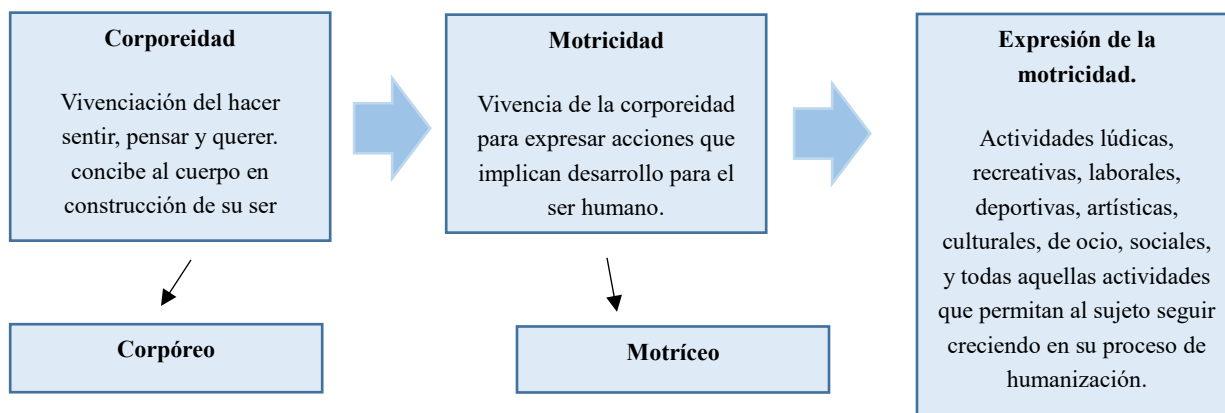 Corporeidad
Vivenciación del hacer
sentir, pensar y querer.
concibe al cuerpo en
construcción de su ser
Corpóreo
Motricidad
Vivencia de la corporeidad
para expresar acciones que
implican desarrollo para el
ser humano.
Motríceo
Expresión de la
motricidad.
Actividades lúdicas,
recreativas, laborales,
deportivas, artísticas,
culturales, de ocio, sociales,
y todas aquellas actividades
que permitan al sujeto seguir
creciendo en su proceso de
humanización.